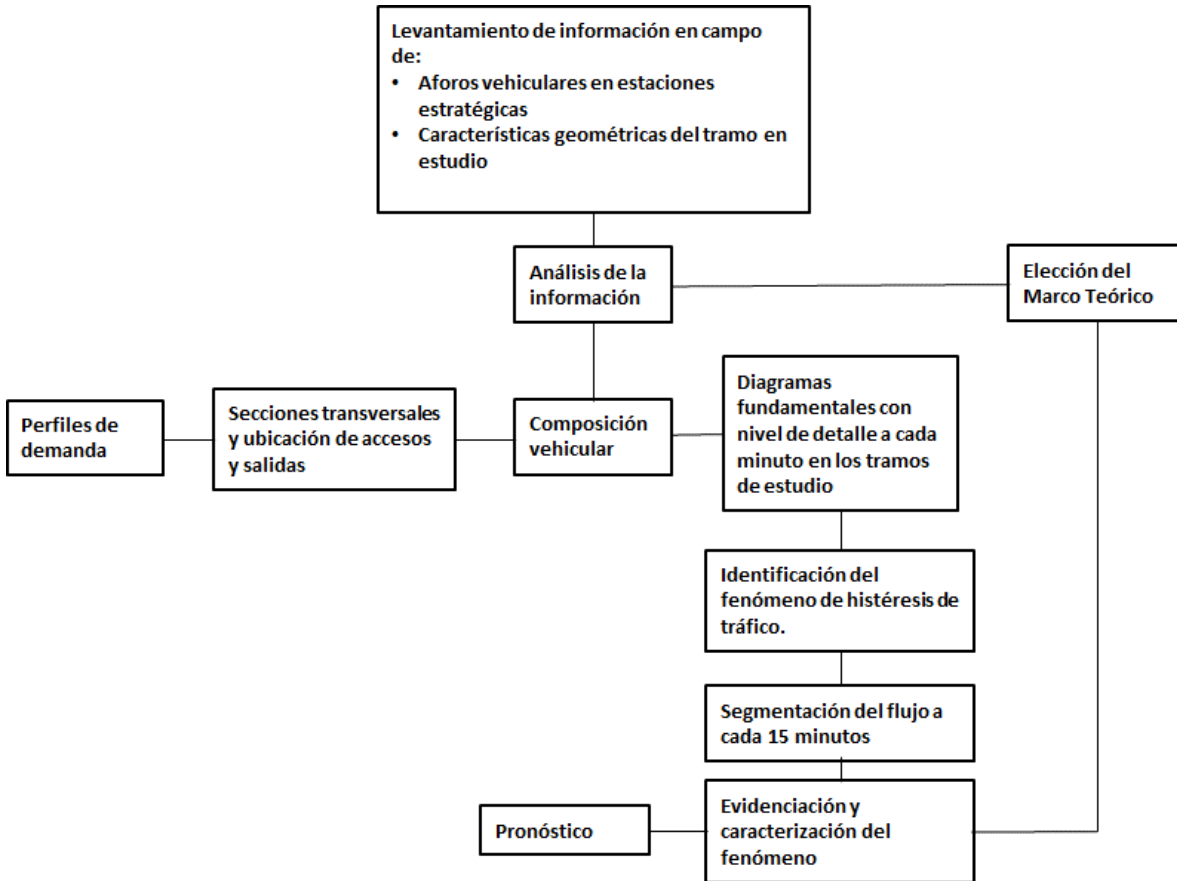 Levantamiento de información en campo
de:
• Aforos vehiculares en estaciones
estratégicas
• Características geométricas del tramo en
estudio
Análisis de la
información
Elección del
Marco Teórico
Perfiles de
demanda
Secciones transversales
y ubicación de accesos
y salidas
Composición
vehicular
Diagramas
fundamentales con
nivel de detalle a cada
minuto en los tramos
de estudio
Identificación del
fenómeno de histéresis de
tráfico.
Segmentación del flujo a
cada 15 minutos
Pronóstico
Evidenciación y
caracterización del
fenómeno